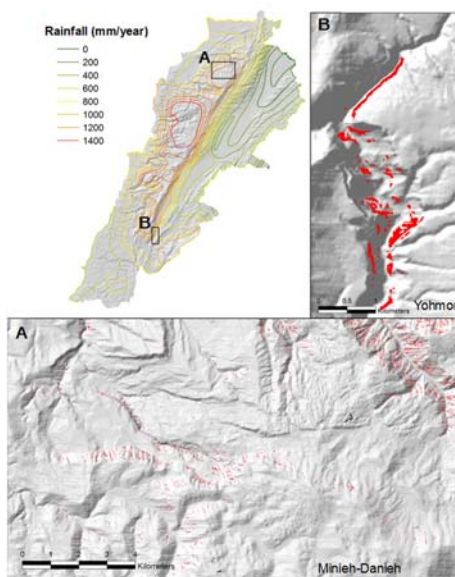 Rainfall (mm/year)
0
200
400
600
800
1000
1200
1400
A
B
B
0 0.5 1
Kilometers
Yohmor
A
0 1 2 3 4
Kilometers
Minieh-Danieh